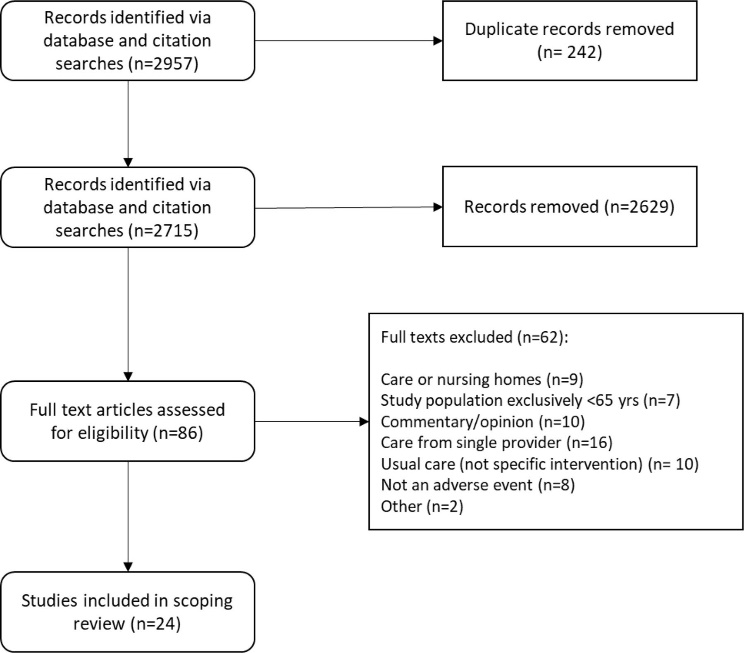 Records identified via
database and citation
searches (n=2957)
Duplicate records removed
(n= 242)
Records identified via
database and citation
searches (n=2715)
Records removed (n=2629)
Full text articles assessed
for eligibility (n=86)
Full texts excluded (n=62):
Care or nursing homes (n=9)
Study population exclusively <65 yrs (n=7)
Commentary/opinion (n=10)
Care from single provider (n=16)
Usual care (not specific intervention) (n= 10)
Not an adverse event (n=8)
Other (n=2)
Studies included in scoping
review (n=24)